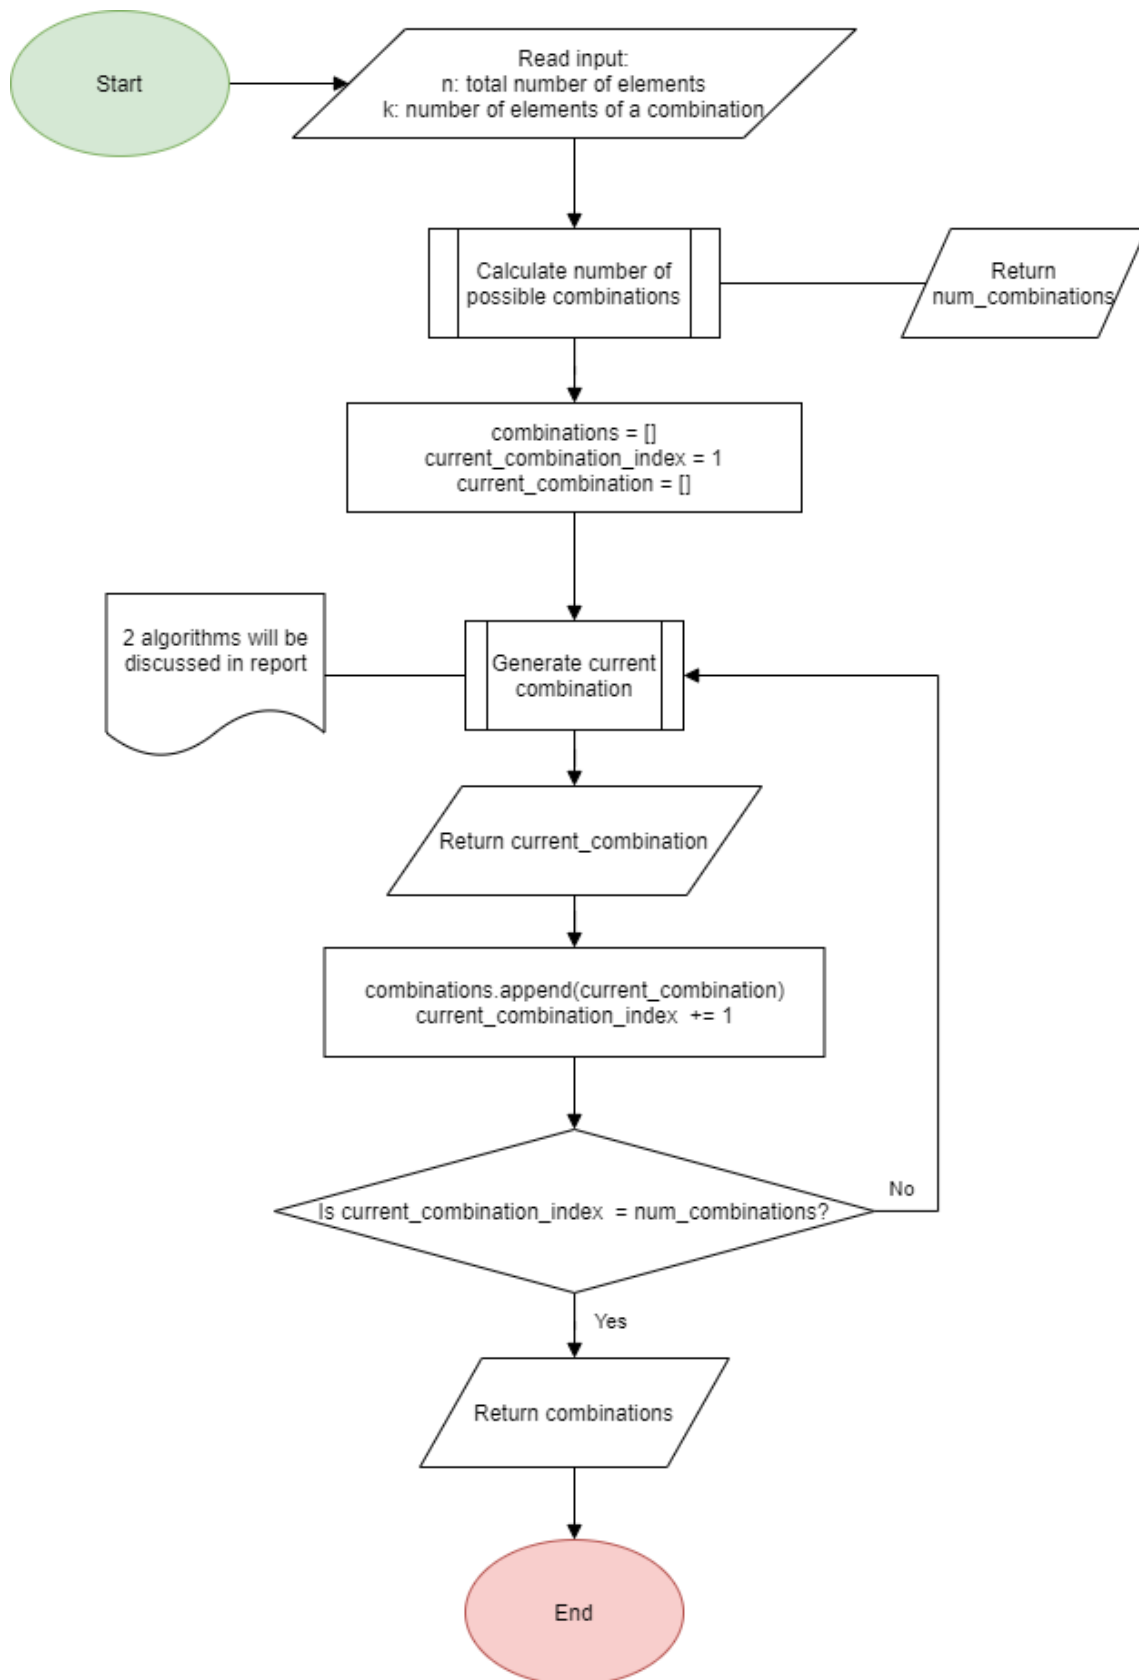 Start
Read input:
n: total number of elements
k: number of elements of a combination
Calculate number of
possible combinations
Return
num_combinations
combinations = []
current_combination_index = 1
current_combination = []
2 algorithms will be
discussed in report
Generate current
combination
Return current_combination
combinations.append(current_combination)
current_combination_index += 1
Is current_combination_index = num_combinations?
No
Yes
Return combinations
End